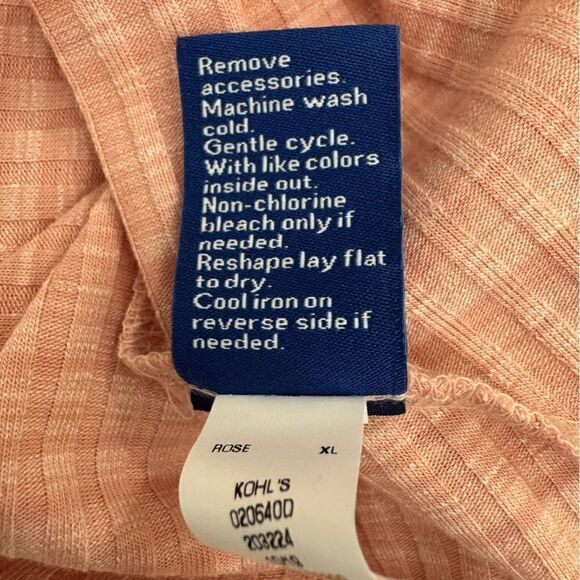 Remove
accessories.
Machine wash
cold.
Gentle cycle.
With like colors
inside out.
Non-chlorine
bleach only if
needed.
Reshape lay flat
to dry.
Cool iron on
reverse side if
needed.
ROSE XL
KOHL'S
020640D
203224